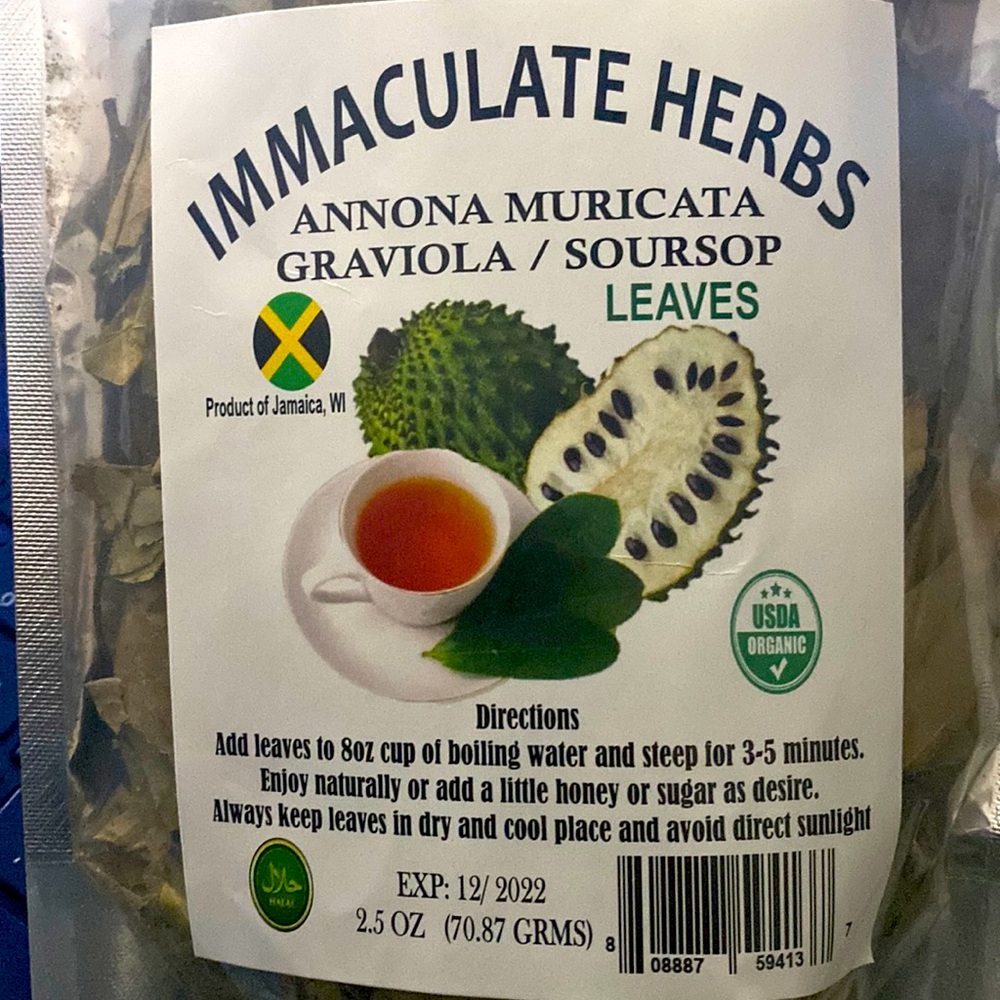 IMMACULATE HERBS
ANNONA MURICATA
GRAVIOLA / SOURSOP
LEAVES
Product of Jamaica, WI
USDA
ORGANIC
Directions
Add leaves to 8oz cup of boiling water and steep for 3-5 minutes.
Enjoy naturally or add a little honey or sugar as desire.
Always keep leaves in dry and cool place and avoid direct sunlight
حلال
HALAL
EXP: 12/ 2022
2.5 OZ (70.87 GRMS)
8 08887 59413 7